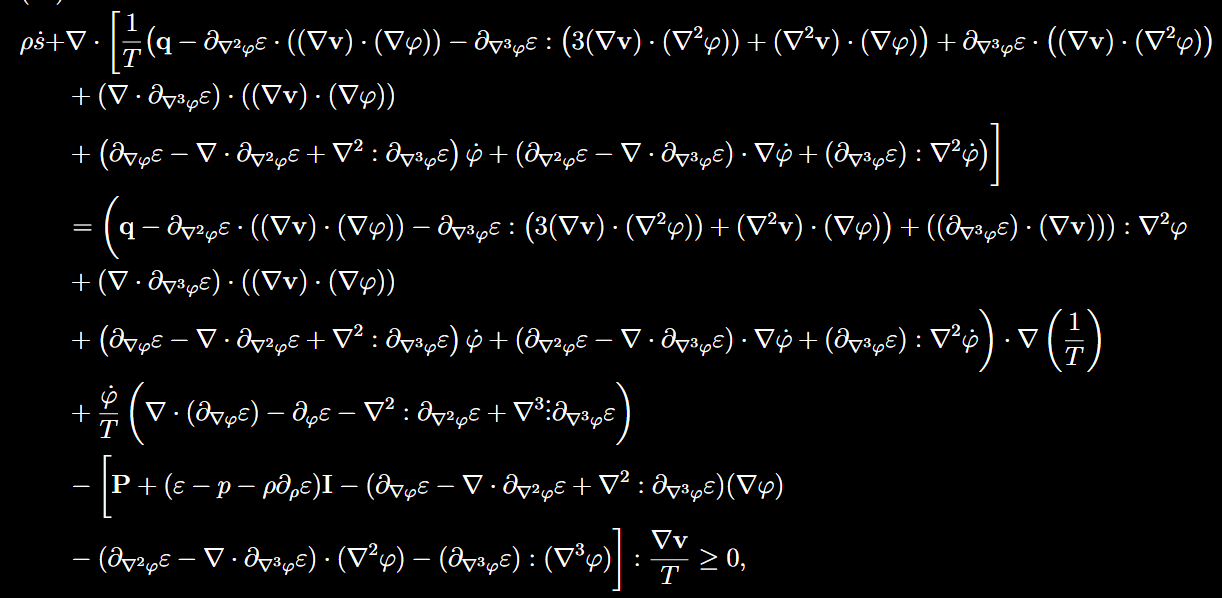 ρṡ+∇ · [1/T (𝐪 − ∂_{∇²φ}ε · ((∇𝐯) · (∇φ)) − ∂_{∇³φ}ε : (3(∇𝐯) · (∇²φ)) + (∇²𝐯) · (∇φ)) + ∂_{∇³φ}ε · ((∇𝐯) · (∇²φ))
+ (∇ · ∂_{∇³φ}ε) · ((∇𝐯) · (∇φ))
+ (∂_{∇φ}ε − ∇ · ∂_{∇²φ}ε + ∇² : ∂_{∇³φ}ε) φ̇ + (∂_{∇²φ}ε − ∇ · ∂_{∇³φ}ε) · ∇φ̇ + (∂_{∇³φ}ε) : ∇²φ̇)]
= (𝐪 − ∂_{∇²φ}ε · ((∇𝐯) · (∇φ)) − ∂_{∇³φ}ε : (3(∇𝐯) · (∇²φ)) + (∇²𝐯) · (∇φ)) + ((∂_{∇³φ}ε) · (∇𝐯))) : ∇²φ
+ (∇ · ∂_{∇³φ}ε) · ((∇𝐯) · (∇φ))
+ (∂_{∇φ}ε − ∇ · ∂_{∇²φ}ε + ∇² : ∂_{∇³φ}ε) φ̇ + (∂_{∇²φ}ε − ∇ · ∂_{∇³φ}ε) · ∇φ̇ + (∂_{∇³φ}ε) : ∇²φ̇) · ∇(1/T)
+ φ̇/T (∇ · (∂_{∇φ}ε) − ∂_φε − ∇² : ∂_{∇²φ}ε + ∇³⋮∂_{∇³φ}ε)
− [𝐏 + (ε − p − ρ∂_ρε)𝐈 − (∂_{∇φ}ε − ∇ · ∂_{∇²φ}ε + ∇² : ∂_{∇³φ}ε)(∇φ)
− (∂_{∇²φ}ε − ∇ · ∂_{∇³φ}ε) · (∇²φ) − (∂_{∇³φ}ε) : (∇³φ)] : ∇𝐯/T ≥ 0,